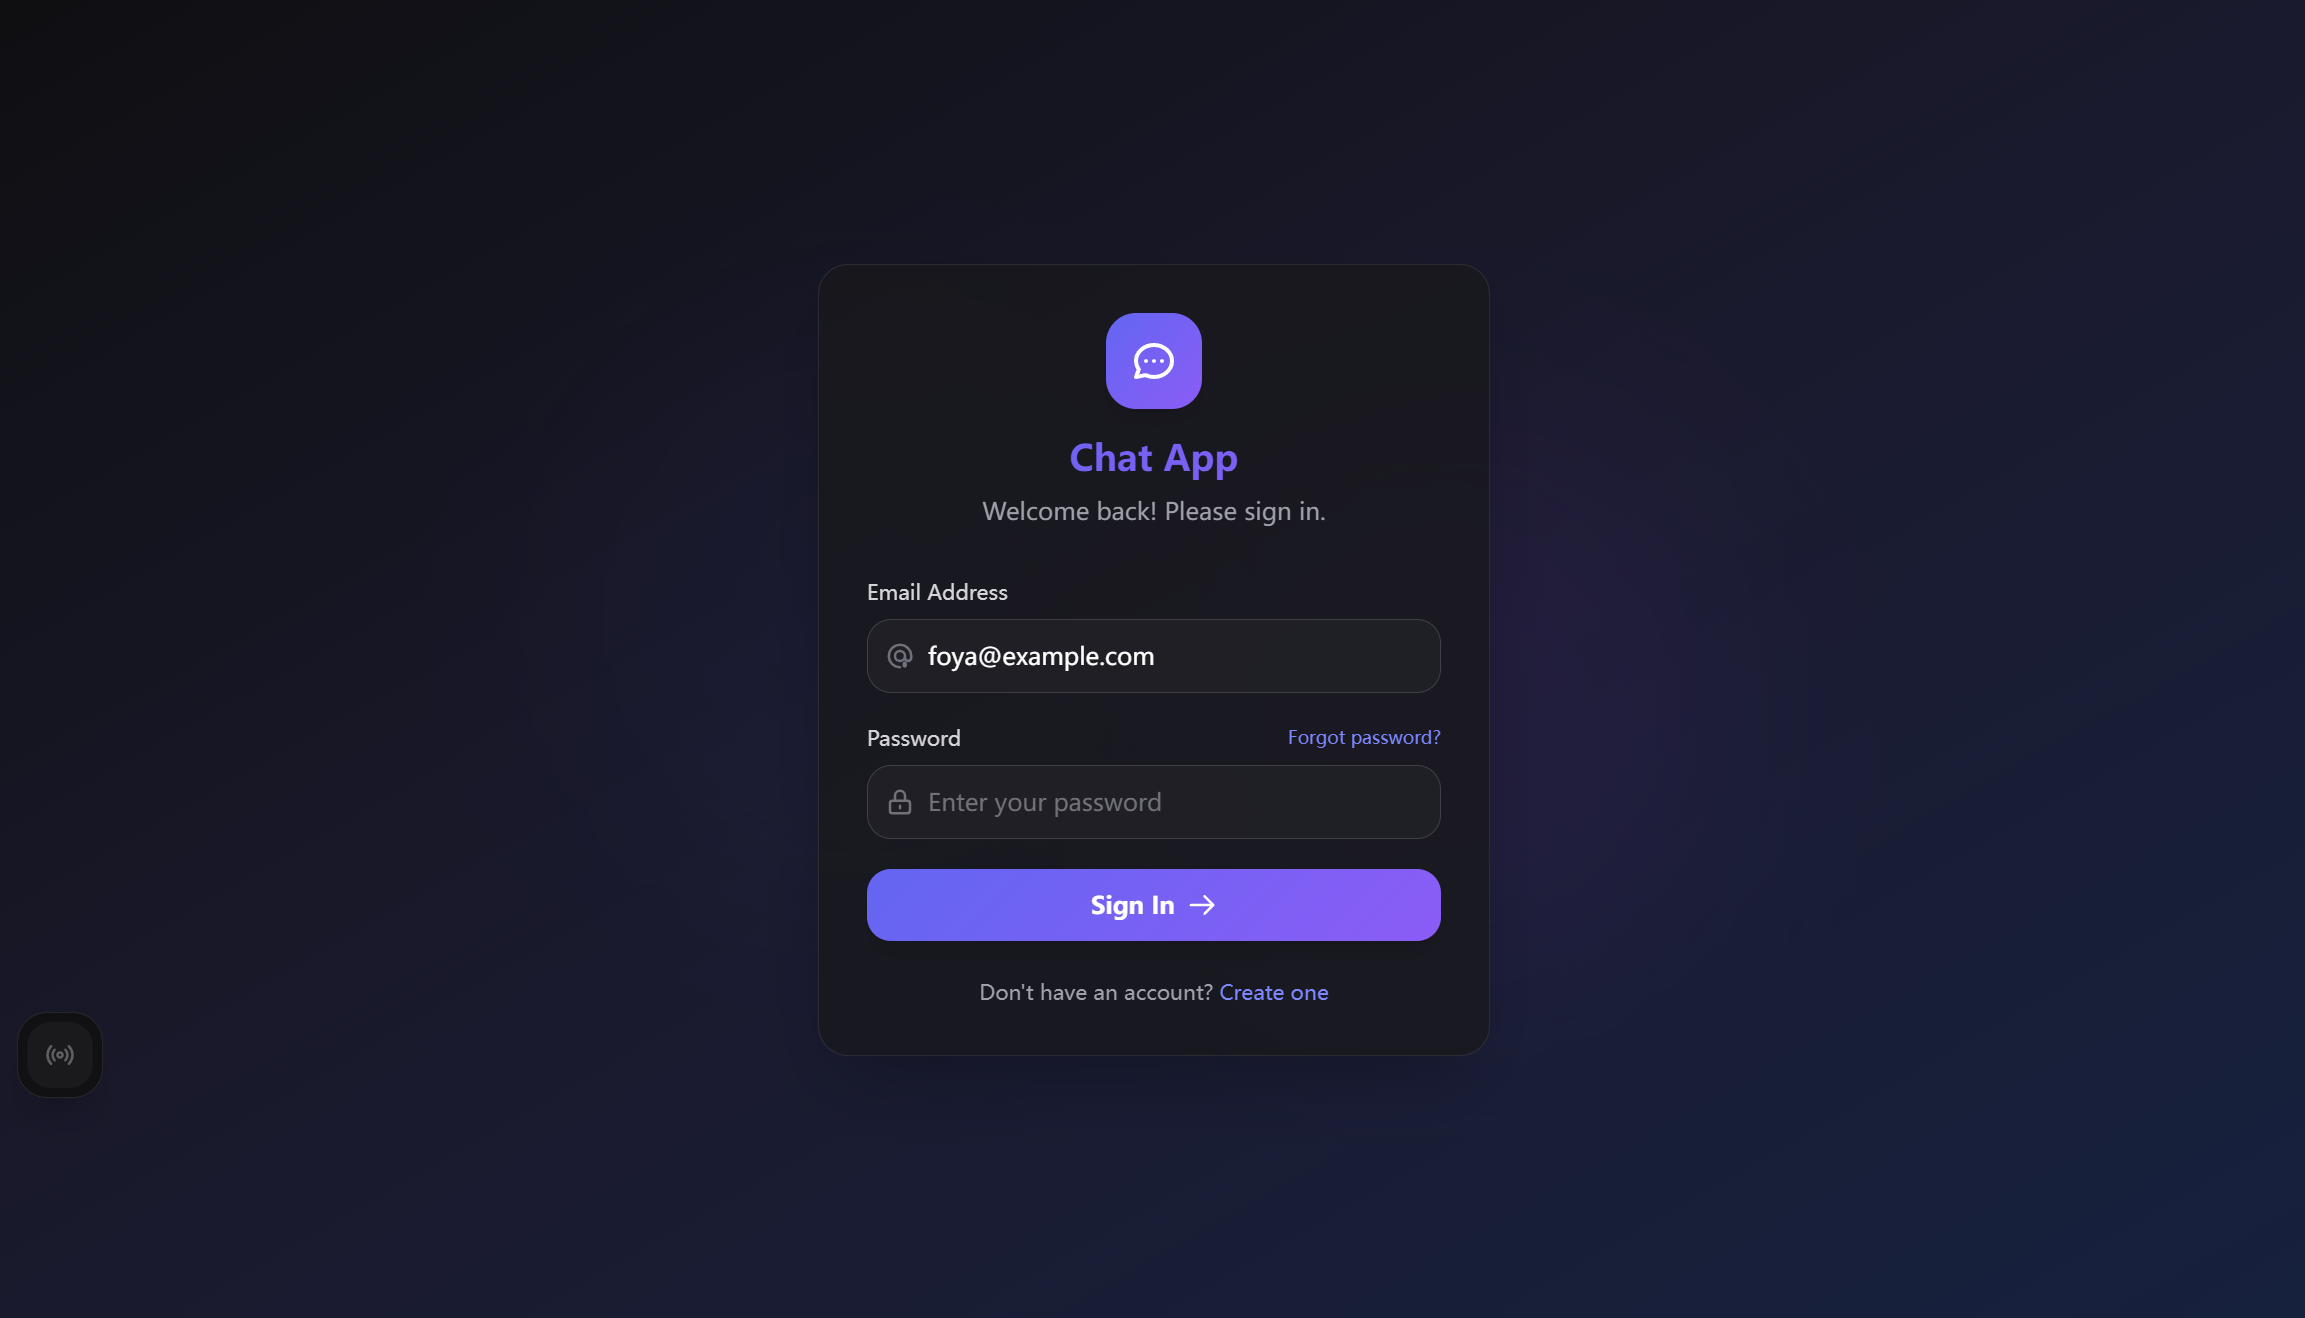 Chat App
Welcome back! Please sign in.
Email Address
foya@example.com
Password
Forgot password?
Enter your password
Sign In
Don't have an account? Create one